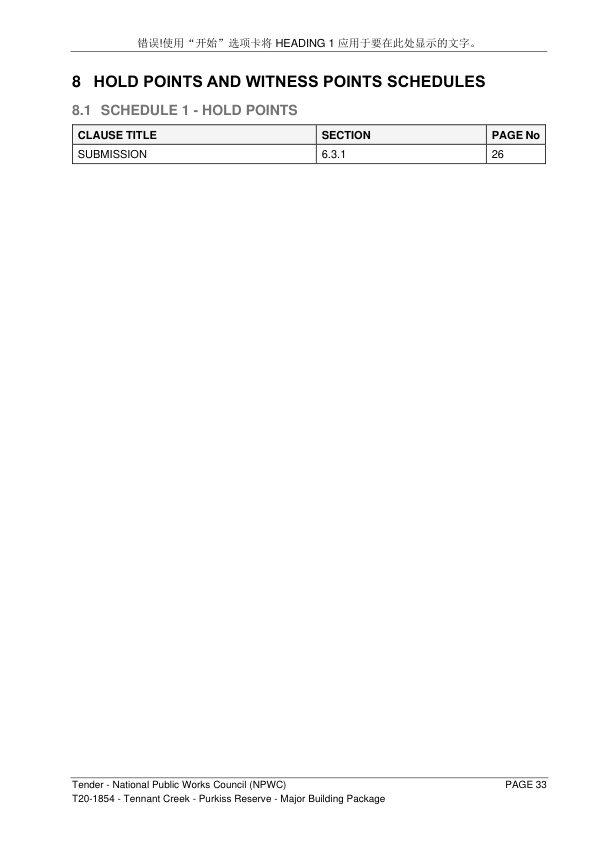 错误!使用“开始”选项卡将 HEADING 1 应用于要在此处显示的文字。
8 HOLD POINTS AND WITNESS POINTS SCHEDULES
8.1 SCHEDULE 1 - HOLD POINTS
CLAUSE TITLE SECTION PAGE No
SUBMISSION 6.3.1 26
Tender - National Public Works Council (NPWC) PAGE 33
T20-1854 - Tennant Creek - Purkiss Reserve - Major Building Package